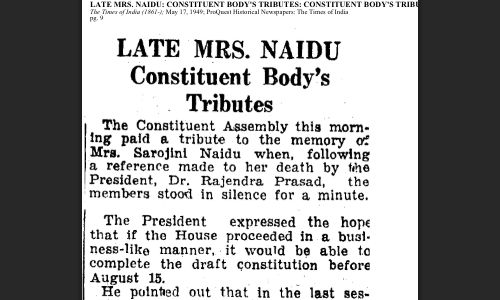 LATE MRS. NAIDU: CONSTITUENT BODY'S TRIBUTES: CONSTITUENT BODY'S
The Times of India (1861-); May 17, 1949; ProQuest Historical Newspapers; The Times of India
pg. 9
LATE MRS. NAIDU
Constituent Body's
Tributes
The Constituent Assembly this morn-
ing paid a tribute to the memory of
Mrs. Sarojini Naidu when, following
a reference made to her death by the
President, Dr. Rajendra Prasad, the
members stood in silence for a minute.
The President expressed the hope
that if the House proceeded in a busi-
ness-like manner, it would be able to
complete the draft constitution before
August 15.
He pointed out that in the last ses-